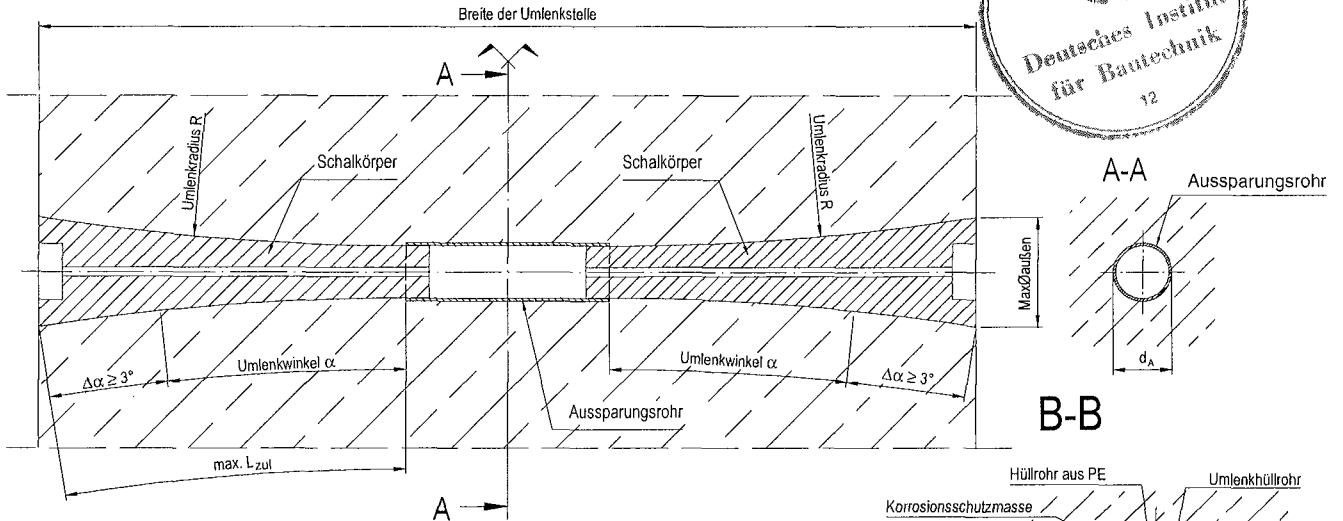 Breite der Umlenkstelle
Deutsches
für Bautechnik
12
A
Umlenkradius R
Schalkörper
Schalkörper
Umlenkradius R
A-A
Aussparungsrohr
MaxØaußen
dA
Δα ≥ 3°
Umlenkwinkel α
Umlenkwinkel α
Δα ≥ 3°
Aussparungsrohr
max. Lzul
A
B-B
Hüllrohr aus PE
Umlenkhüllrohr
Korrosionsschutzmasse